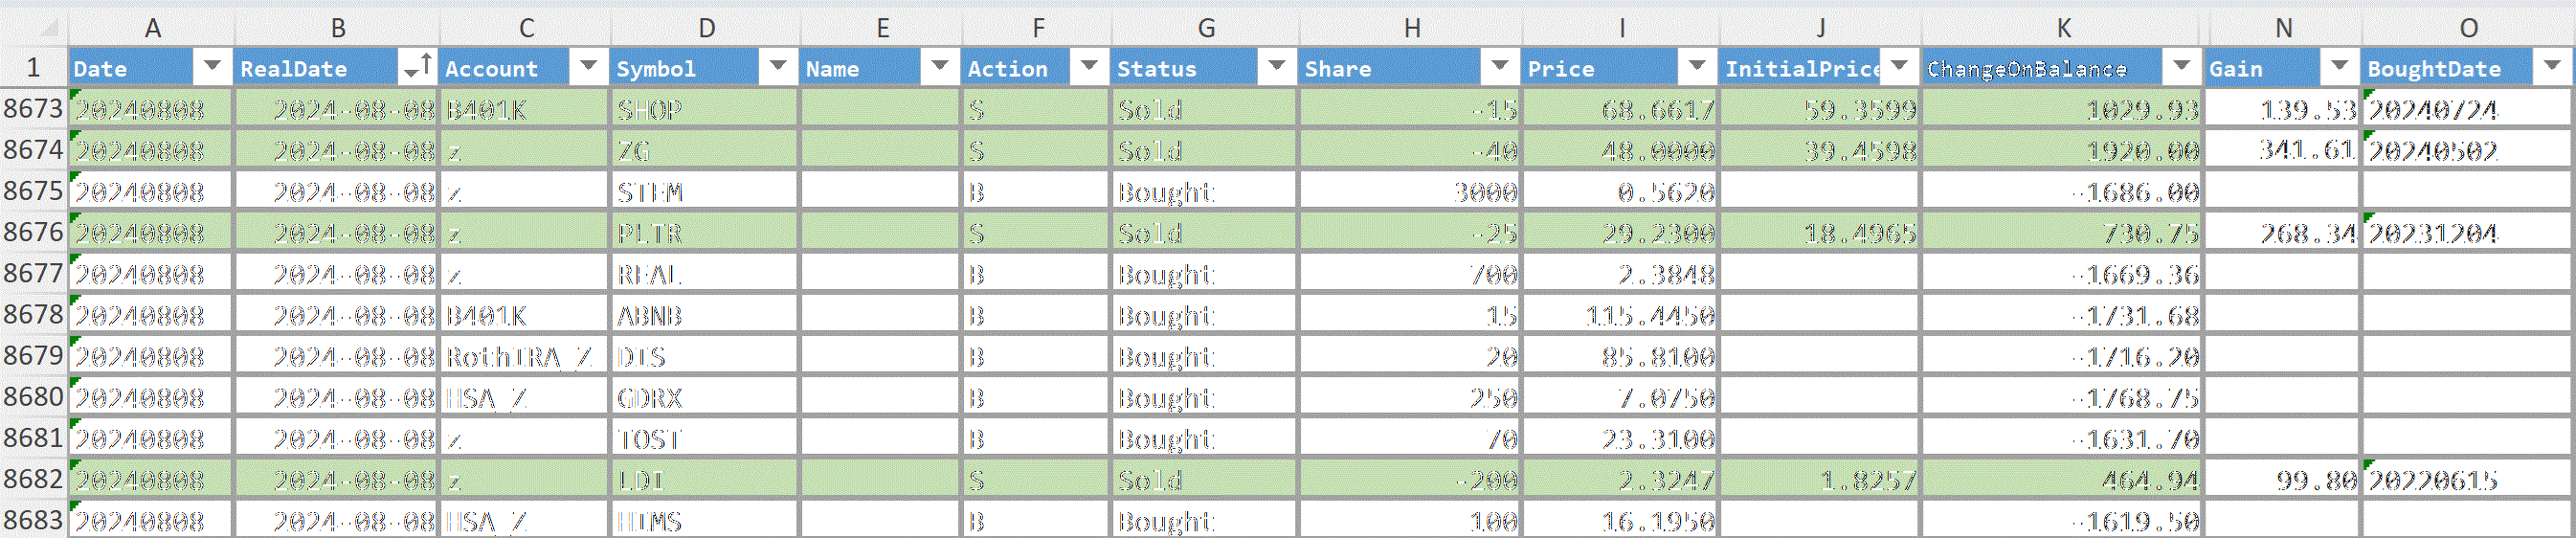 A B C D E F G H I J K N O
1 Date RealDate Account Symbol Name Action Status Share Price InitialPrice ChangeOnBalance Gain BoughtDate
8673 20240808 2024-08-08 B401K SHOP S Sold -15 68.6617 59.3599 1029.93 139.53 20240724
8674 20240808 2024-08-08 z ZG S Sold -40 48.0000 39.4598 1920.00 341.61 20240502
8675 20240808 2024-08-08 z STEM B Bought 3000 0.5620 -1686.00
8676 20240808 2024-08-08 z PLTR S Sold -25 29.2300 18.4965 730.75 268.34 20231204
8677 20240808 2024-08-08 z REAL B Bought 700 2.3848 -1669.36
8678 20240808 2024-08-08 B401K ABNB B Bought 15 115.4450 -1731.68
8679 20240808 2024-08-08 RothIRA_Z DIS B Bought 20 85.8100 -1716.20
8680 20240808 2024-08-08 HSA_Z GDRX B Bought 250 7.0750 -1768.75
8681 20240808 2024-08-08 z TOST B Bought 70 23.3100 -1631.70
8682 20240808 2024-08-08 z LDI S Sold -200 2.3247 1.8257 464.94 99.80 20220615
8683 20240808 2024-08-08 HSA_Z HIMS B Bought 100 16.1950 -1619.50